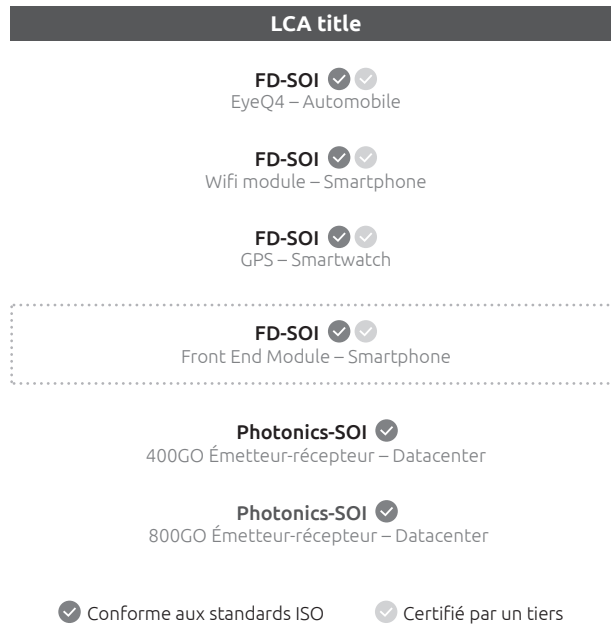 LCA title
FD-SOI
EyeQ4 – Automobile
FD-SOI
Wifi module – Smartphone
FD-SOI
GPS – Smartwatch
FD-SOI
Front End Module – Smartphone
Photonics-SOI
400GO Émetteur-récepteur – Datacenter
Photonics-SOI
800GO Émetteur-récepteur – Datacenter
Conforme aux standards ISO Certifié par un tiers